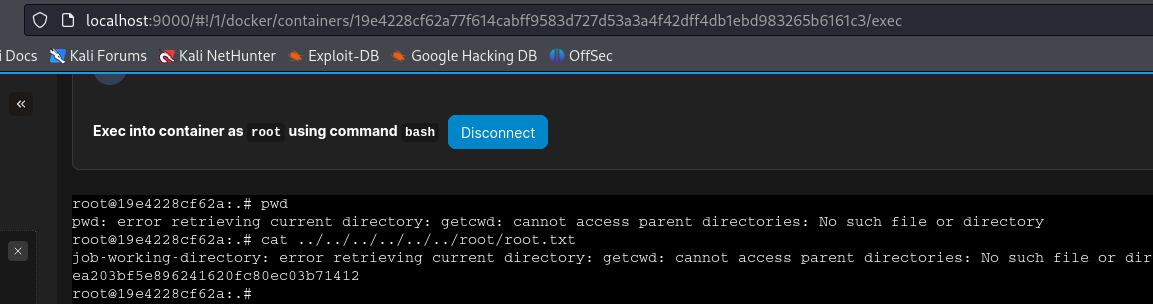 localhost:9000/#!/1/docker/containers/19e4228cf62a77f614cabff9583d727d53a3a4f42dff4db1ebd983265b6161c3/exec
i Docs Kali Forums Kali NetHunter Exploit-DB Google Hacking DB OffSec
«
Exec into container as root using command bash Disconnect
root@19e4228cf62a:.# pwd
pwd: error retrieving current directory: getcwd: cannot access parent directories: No such file or directory
root@19e4228cf62a:.# cat ../../../../../../root/root.txt
job-working-directory: error retrieving current directory: getcwd: cannot access parent directories: No such file or dir
ea203bf5e896241620fc80ec03b71412
root@19e4228cf62a:.#